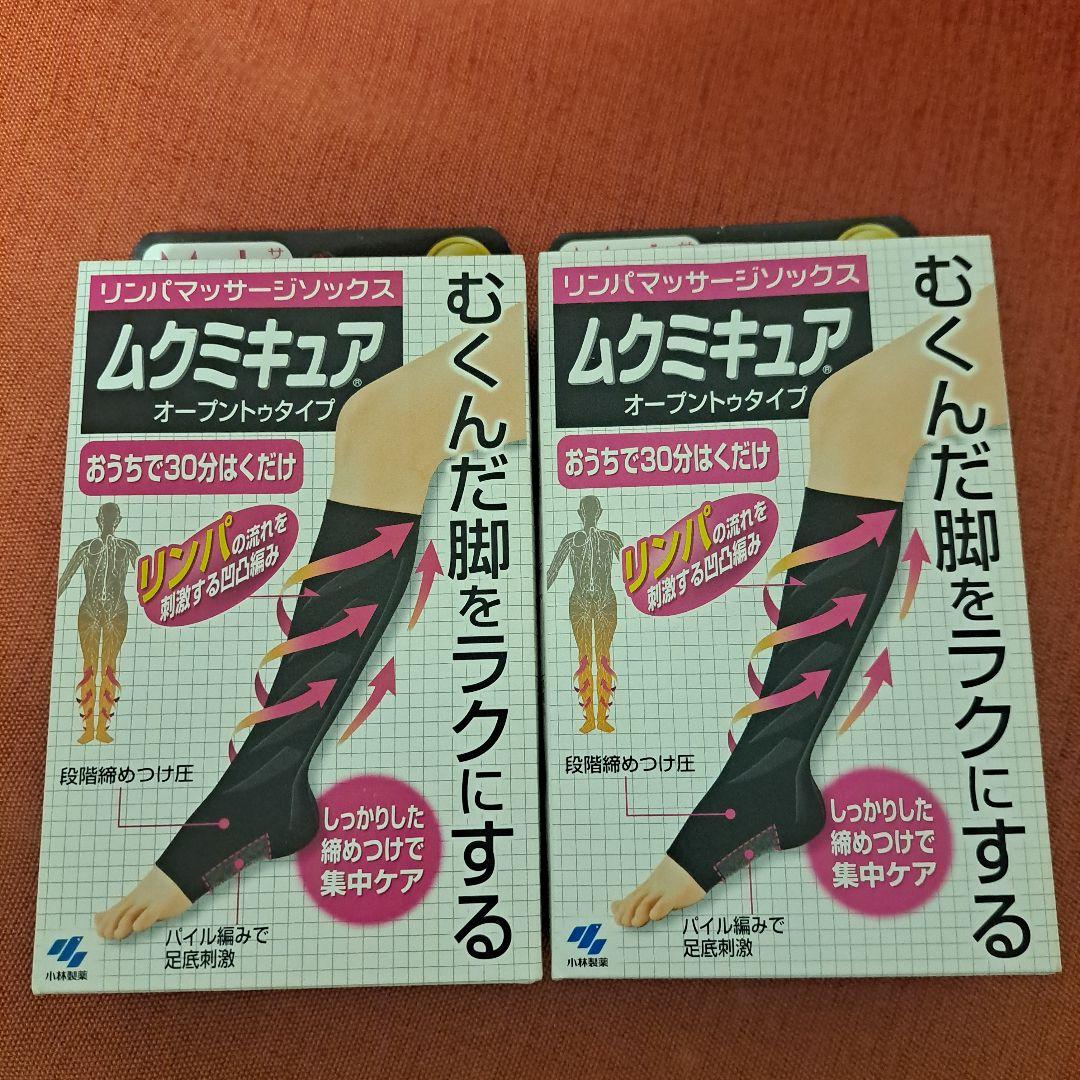 サ
リンパマッサージソックス
ムクミキュア®
オープントゥタイプ
おうちで30分はくだけ
リンパの流れを
刺激する凹凸編み
むくんだ脚をラクにする
段階締めつけ圧
しっかりした
締めつけで
集中ケア
パイル編みで
足底刺激
小林製薬
サ
リンパマッサージソックス
ムクミキュア®
オープントゥタイプ
おうちで30分はくだけ
リンパの流れを
刺激する凹凸編み
むくんだ脚をラクにする
段階締めつけ圧
しっかりした
締めつけで
集中ケア
パイル編みで
足底刺激
小林製薬